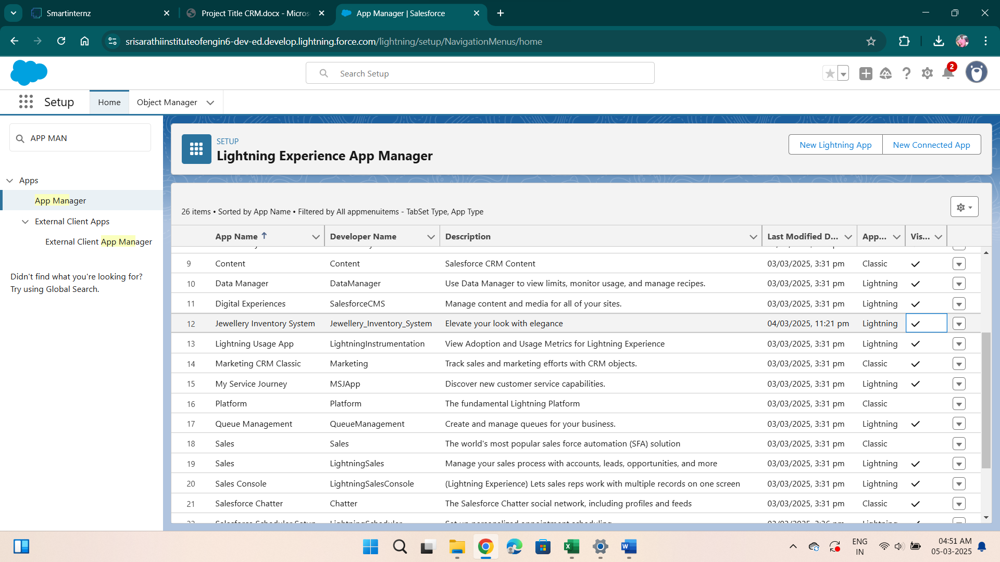 Smartinternz
Project Title CRM.docx - Micros
App Manager | Salesforce
srisarathiinstituteofengin6-dev-ed.develop.lightning.force.com/lightning/setup/NavigationMenus/home
Search Setup
2
Setup
Home
Object Manager
APP MAN
Apps
App Manager
External Client Apps
External Client App Manager
Didn't find what you're looking for?
Try using Global Search.
SETUP
Lightning Experience App Manager
New Lightning App
New Connected App
26 items • Sorted by App Name • Filtered by All appmenuitems - TabSet Type, App Type
App Name Developer Name Description Last Modified D... App... Vis...
9 Content Content Salesforce CRM Content 03/03/2025, 3:31 pm Classic
10 Data Manager DataManager Use Data Manager to view limits, monitor usage, and manage recipes. 03/03/2025, 3:31 pm Lightning
11 Digital Experiences SalesforceCMS Manage content and media for all of your sites. 03/03/2025, 3:31 pm Lightning
12 Jewellery Inventory System Jewellery_Inventory_System Elevate your look with elegance 04/03/2025, 11:21 pm Lightning
13 Lightning Usage App LightningInstrumentation View Adoption and Usage Metrics for Lightning Experience 03/03/2025, 3:31 pm Lightning
14 Marketing CRM Classic Marketing Track sales and marketing efforts with CRM objects. 03/03/2025, 3:31 pm Classic
15 My Service Journey MSJApp Discover new customer service capabilities. 03/03/2025, 3:31 pm Lightning
16 Platform Platform The fundamental Lightning Platform 03/03/2025, 3:31 pm Classic
17 Queue Management QueueManagement Create and manage queues for your business. 03/03/2025, 3:31 pm Lightning
18 Sales Sales The world's most popular sales force automation (SFA) solution 03/03/2025, 3:31 pm Classic
19 Sales LightningSales Manage your sales process with accounts, leads, opportunities, and more 03/03/2025, 3:31 pm Lightning
20 Sales Console LightningSalesConsole (Lightning Experience) Lets sales reps work with multiple records on one screen 03/03/2025, 3:31 pm Lightning
21 Salesforce Chatter Chatter The Salesforce Chatter social network, including profiles and feeds 03/03/2025, 3:31 pm Classic
ENG
IN
04:51 AM
05-03-2025